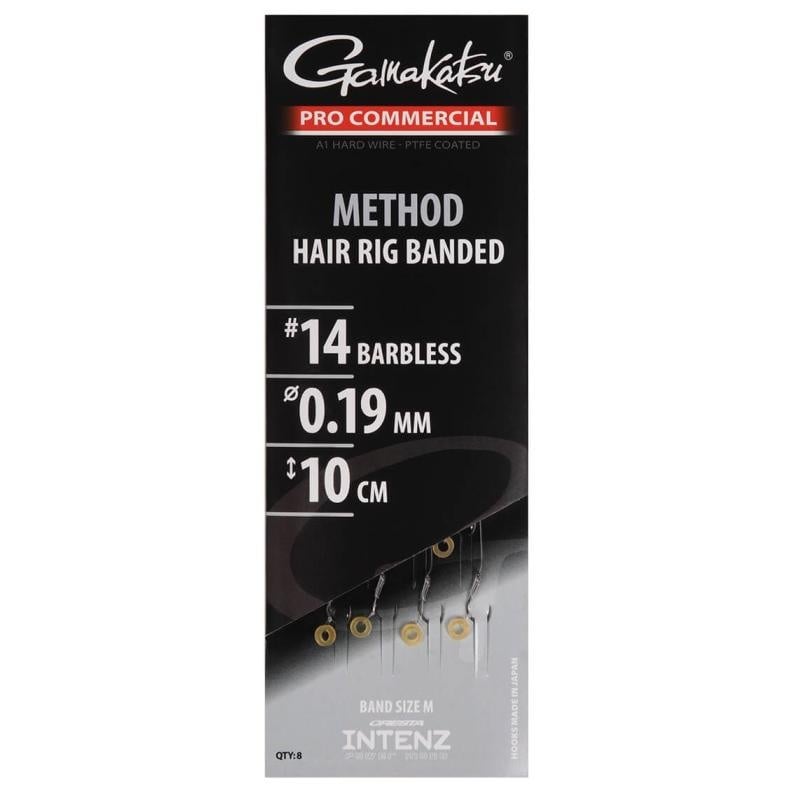 Gamakatsu®
PRO COMMERCIAL
A1 HARD WIRE - PTFE COATED
METHOD
HAIR RIG BANDED
#14 BARBLESS
Ø0.19 MM
↕10 CM
BAND SIZE M
CRESTA
INTENZ
QTY: 8
HOOKS MADE IN JAPAN